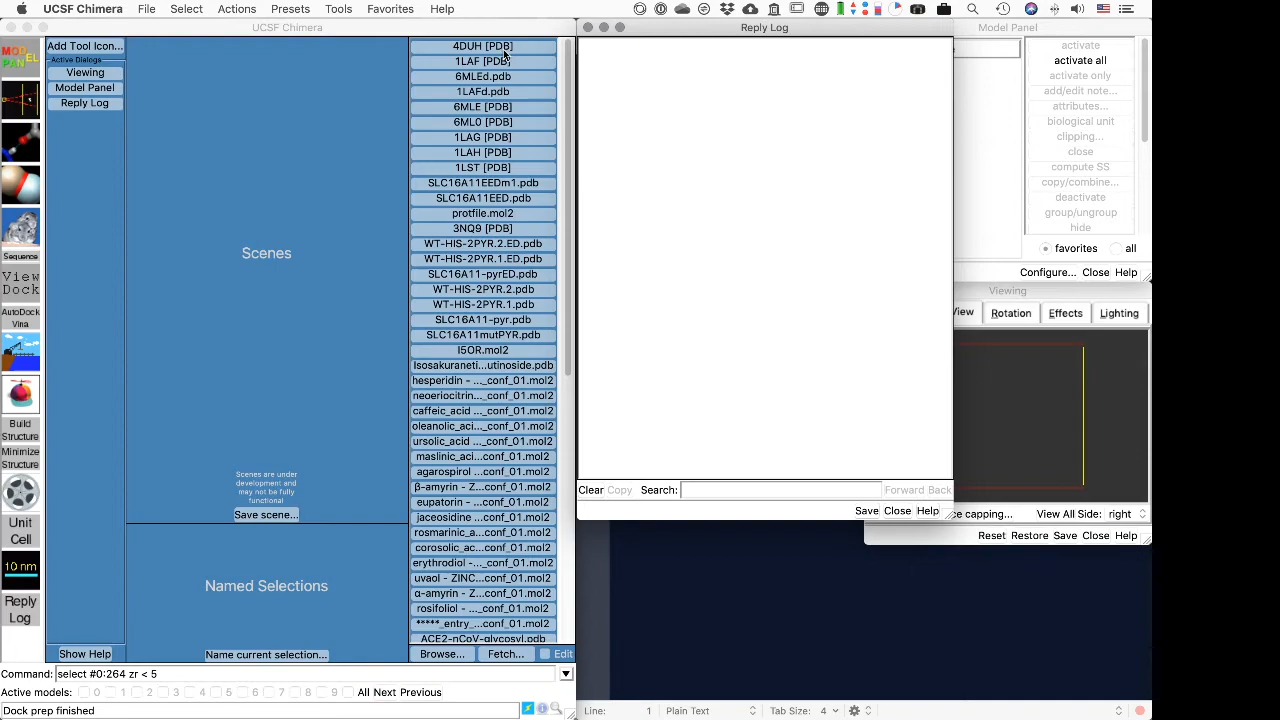 UCSF Chimera File Select Actions Presets Tools Favorites Help
UCSF Chimera
Reply Log
Model Panel
Add Tool Icon...
Active Dialogs
Viewing
Model Panel
Reply Log
MODEL PANEL
Sequence
View Dock
AutoDock Vina
Build Structure
Minimize Structure
Unit Cell
10 nm
Reply Log
Show Help
Scenes
Scenes are under
development and
may not be fully
functional
Save scene...
Named Selections
Name current selection...
4DUH [PDB]
1LAF [PDB]
6MLEd.pdb
1LAFd.pdb
6MLE [PDB]
6ML0 [PDB]
1LAG [PDB]
1LAH [PDB]
1LST [PDB]
SLC16A11EEDm1.pdb
SLC16A11EED.pdb
protfile.mol2
3NQ9 [PDB]
WT-HIS-2PYR.2.ED.pdb
WT-HIS-2PYR.1.ED.pdb
SLC16A11-pyrED.pdb
WT-HIS-2PYR.2.pdb
WT-HIS-2PYR.1.pdb
SLC16A11-pyr.pdb
SLC16A11mutPYR.pdb
I5OR.mol2
Isosakuraneti...utinoside.pdb
hesperidin - ..._conf_01.mol2
neoeriocitrin..._conf_01.mol2
caffeic_acid ..._conf_01.mol2
oleanolic_aci..._conf_01.mol2
ursolic_acid ..._conf_01.mol2
maslinic_acid..._conf_01.mol2
agarospirol ..._conf_01.mol2
β-amyrin - Z..._conf_01.mol2
eupatorin - ..._conf_01.mol2
jaceosidine ..._conf_01.mol2
rosmarinic_a..._conf_01.mol2
corosolic_ac..._conf_01.mol2
erythrodiol - ..._conf_01.mol2
uvaol - ZINC...conf_01.mol2
α-amyrin - Z..._conf_01.mol2
rosifoliol - ..._conf_01.mol2
*****_entry_..._conf_01.mol2
ACE2-nCoV-glycosyl.pdb
Browse... Fetch... Edit
Command: select #0:264 zr < 5
Active models: 0 1 2 3 4 5 6 7 8 9 All Next Previous
Dock prep finished
Clear Copy Search: Forward Back
Save Close Help
activate
activate all
activate only
add/edit note...
attributes...
biological unit
clipping...
close
compute SS
copy/combine...
deactivate
group/ungroup
hide
favorites all
Configure... Close Help
Viewing
View Rotation Effects Lighting
ce capping... View All Side: right
Reset Restore Save Close Help
Line: 1 Plain Text Tab Size: 4